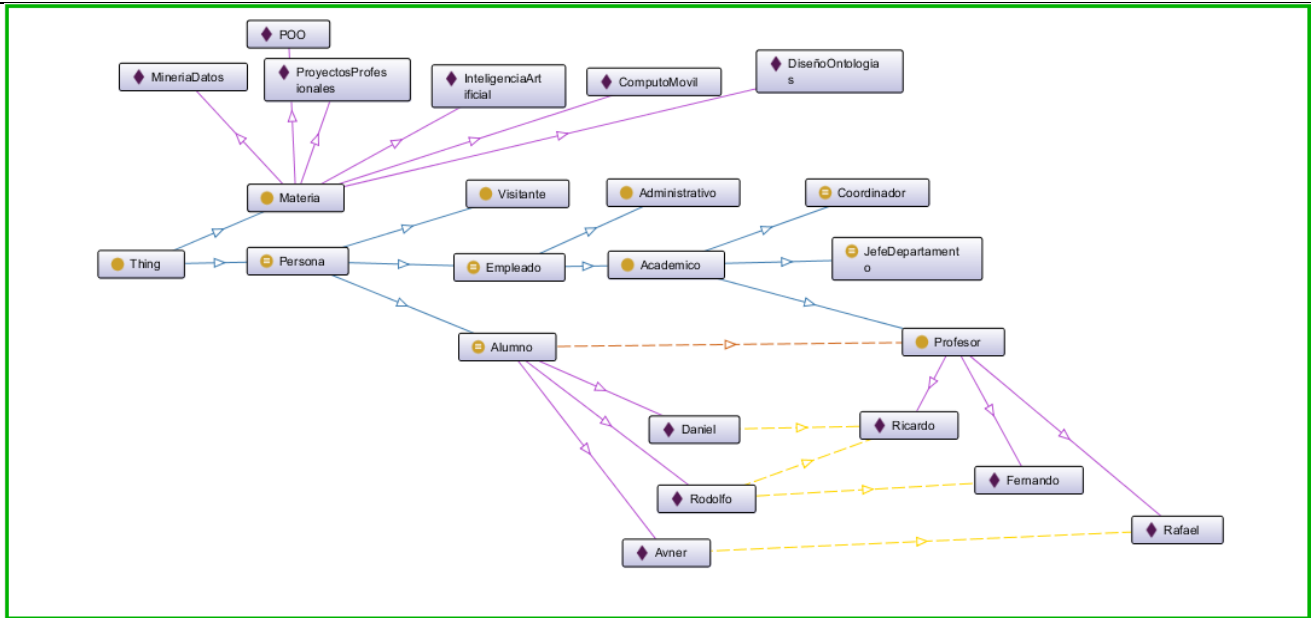 POO
MineriaDatos
ProyectosProfes
ionales
InteligenciaArt
ificial
ComputoMovil
DiseñoOntologia
s
Materia
Visitante
Administrativo
Coordinador
Thing
Persona
Empleado
Academico
JefeDepartament
o
Alumno
Profesor
Daniel
Ricardo
Rodolfo
Fernando
Avner
Rafael